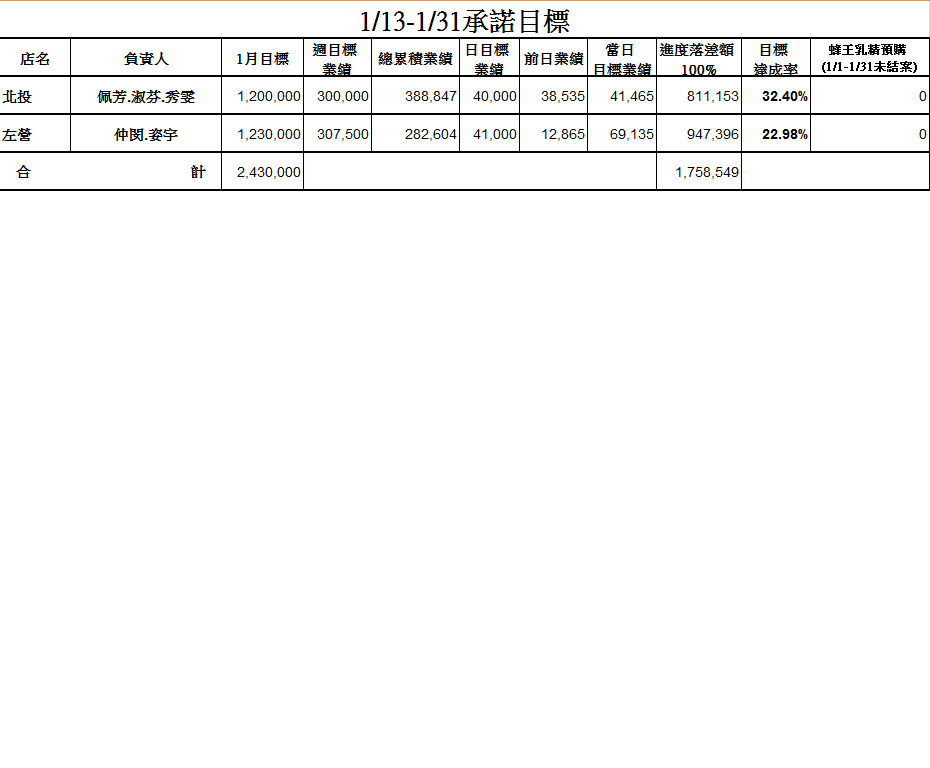 1/13-1/31承諾目標
店名 負責人 1月目標 週目標業績 總累積業績 日目標業績 前日業績 當日目標業績 進度落差額100% 目標達成率 蜂王乳精預購(1/1-1/31未結案)
北投 佩芳.淑芬.秀雯 1,200,000 300,000 388,847 40,000 38,535 41,465 811,153 32.40% 0
左營 仲閔.姿宇 1,230,000 307,500 282,604 41,000 12,865 69,135 947,396 22.98% 0
合計 2,430,000 1,758,549